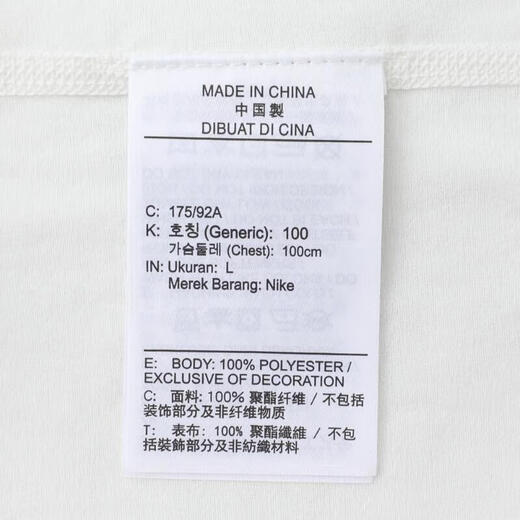 MADE IN CHINA
中国製
DIBUAT DI CINA
C: 175/92A
K: 호칭 (Generic): 100
가슴둘레 (Chest): 100cm
IN: Ukuran: L
Merek Barang: Nike
E: BODY: 100% POLYESTER /
EXCLUSIVE OF DECORATION
C: 面料: 100% 聚酯纤维 / 不包括
装饰部分及非纤维物质
T: 表布: 100% 聚酯纖維 / 不包
括裝飾部分及非紡織材料